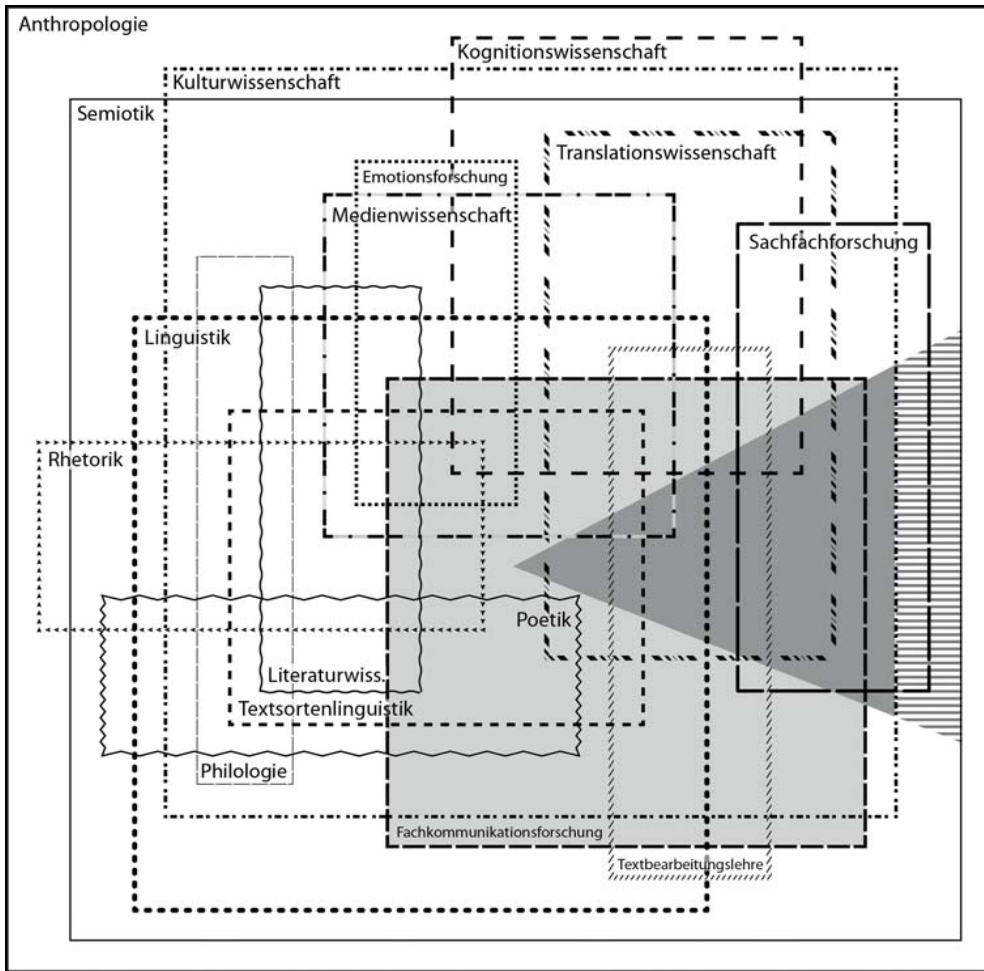 Anthropologie
Kognitionswissenschaft
Kulturwissenschaft
Semiotik
Translationswissenschaft
Emotionsforschung
Medienwissenschaft
Sachfachforschung
Linguistik
Rhetorik
Poetik
Literaturwiss.
Textsortenlinguistik
Philologie
Fachkommunikationsforschung
Textbearbeitungslehre